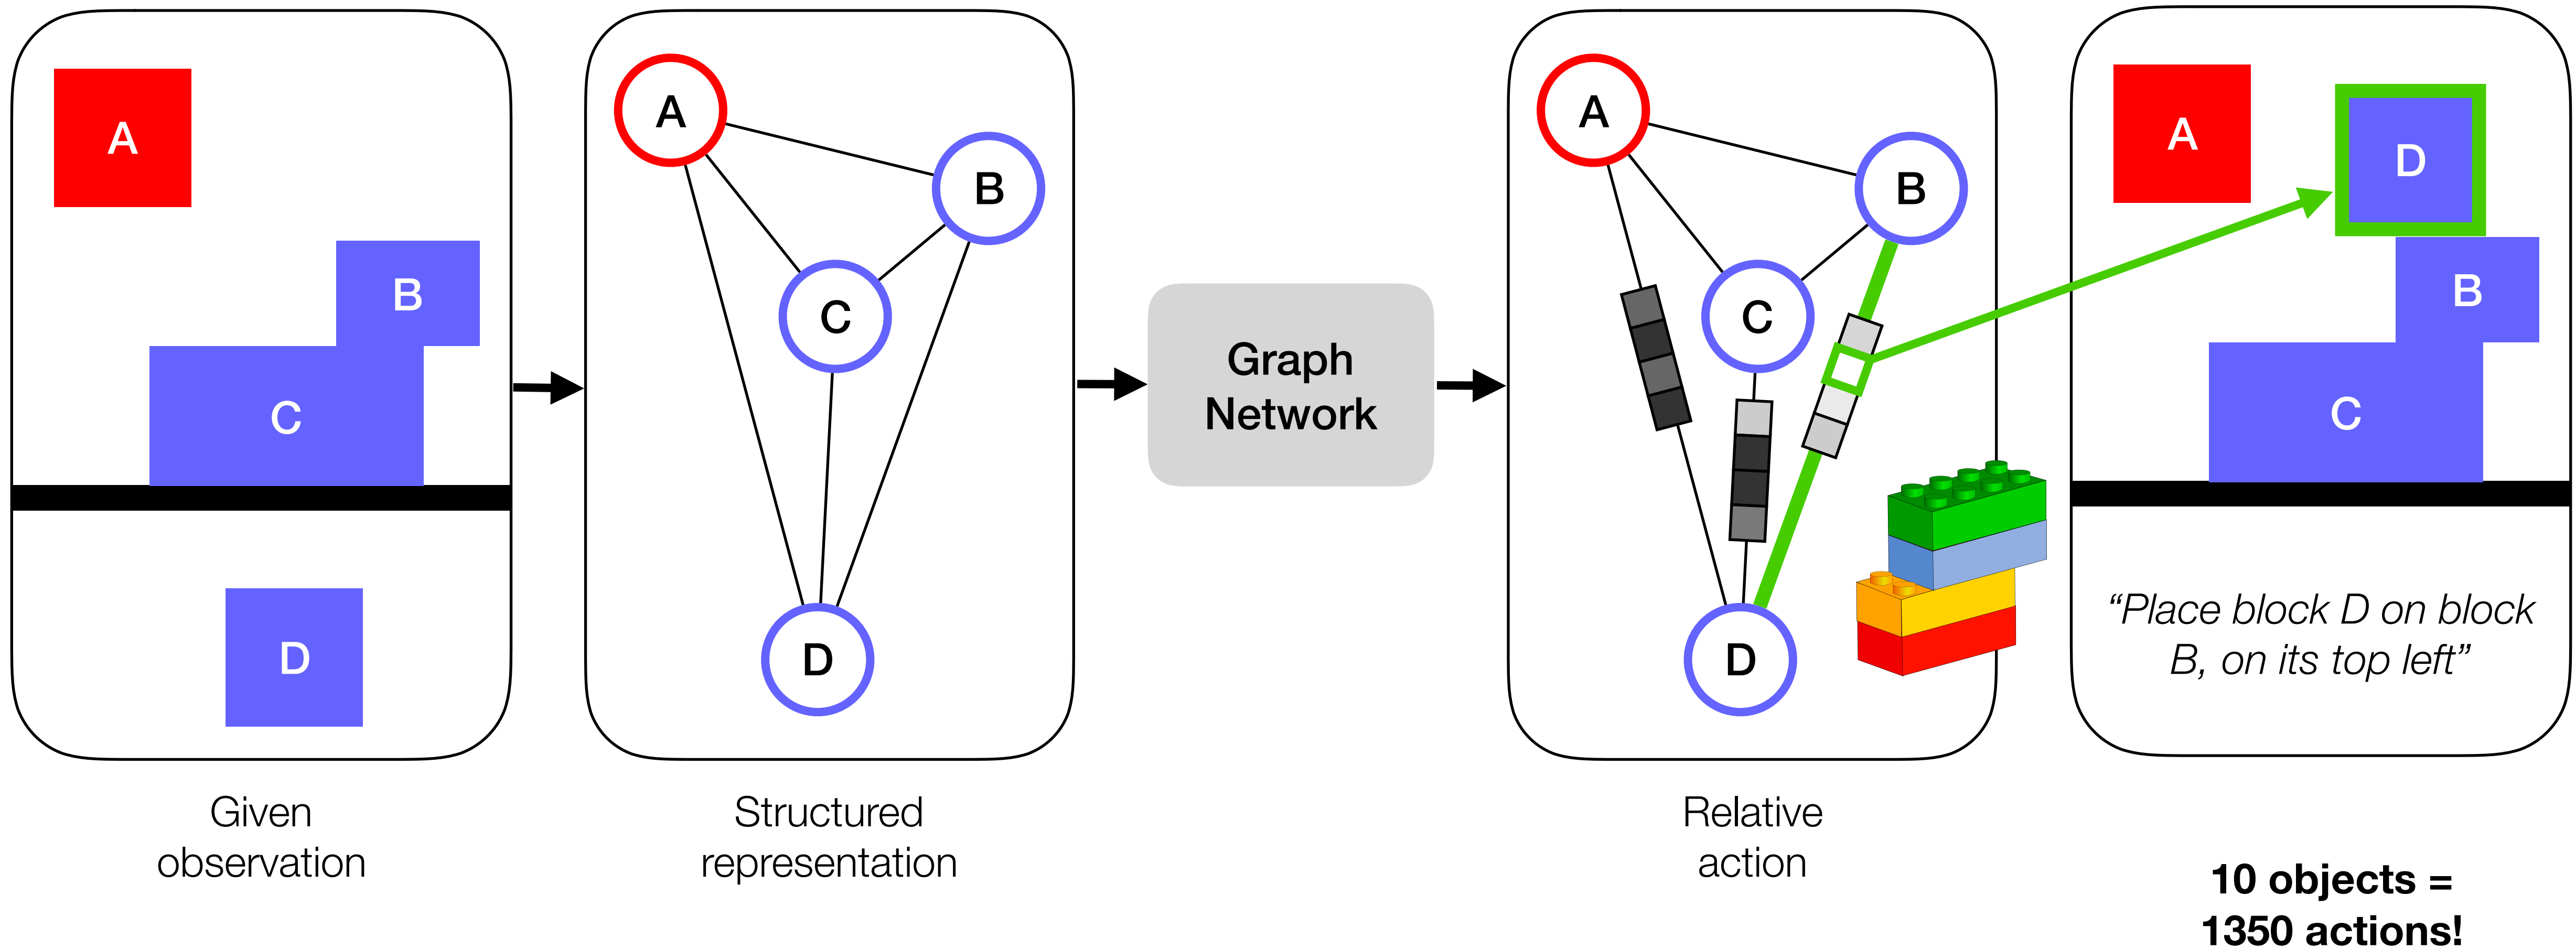 A
B
C
D
Given
observation
A
B
C
D
Structured
representation
Graph
Network
A
B
C
D
Relative
action
A
D
B
C
“Place block D on block
B, on its top left”
10 objects =
1350 actions!